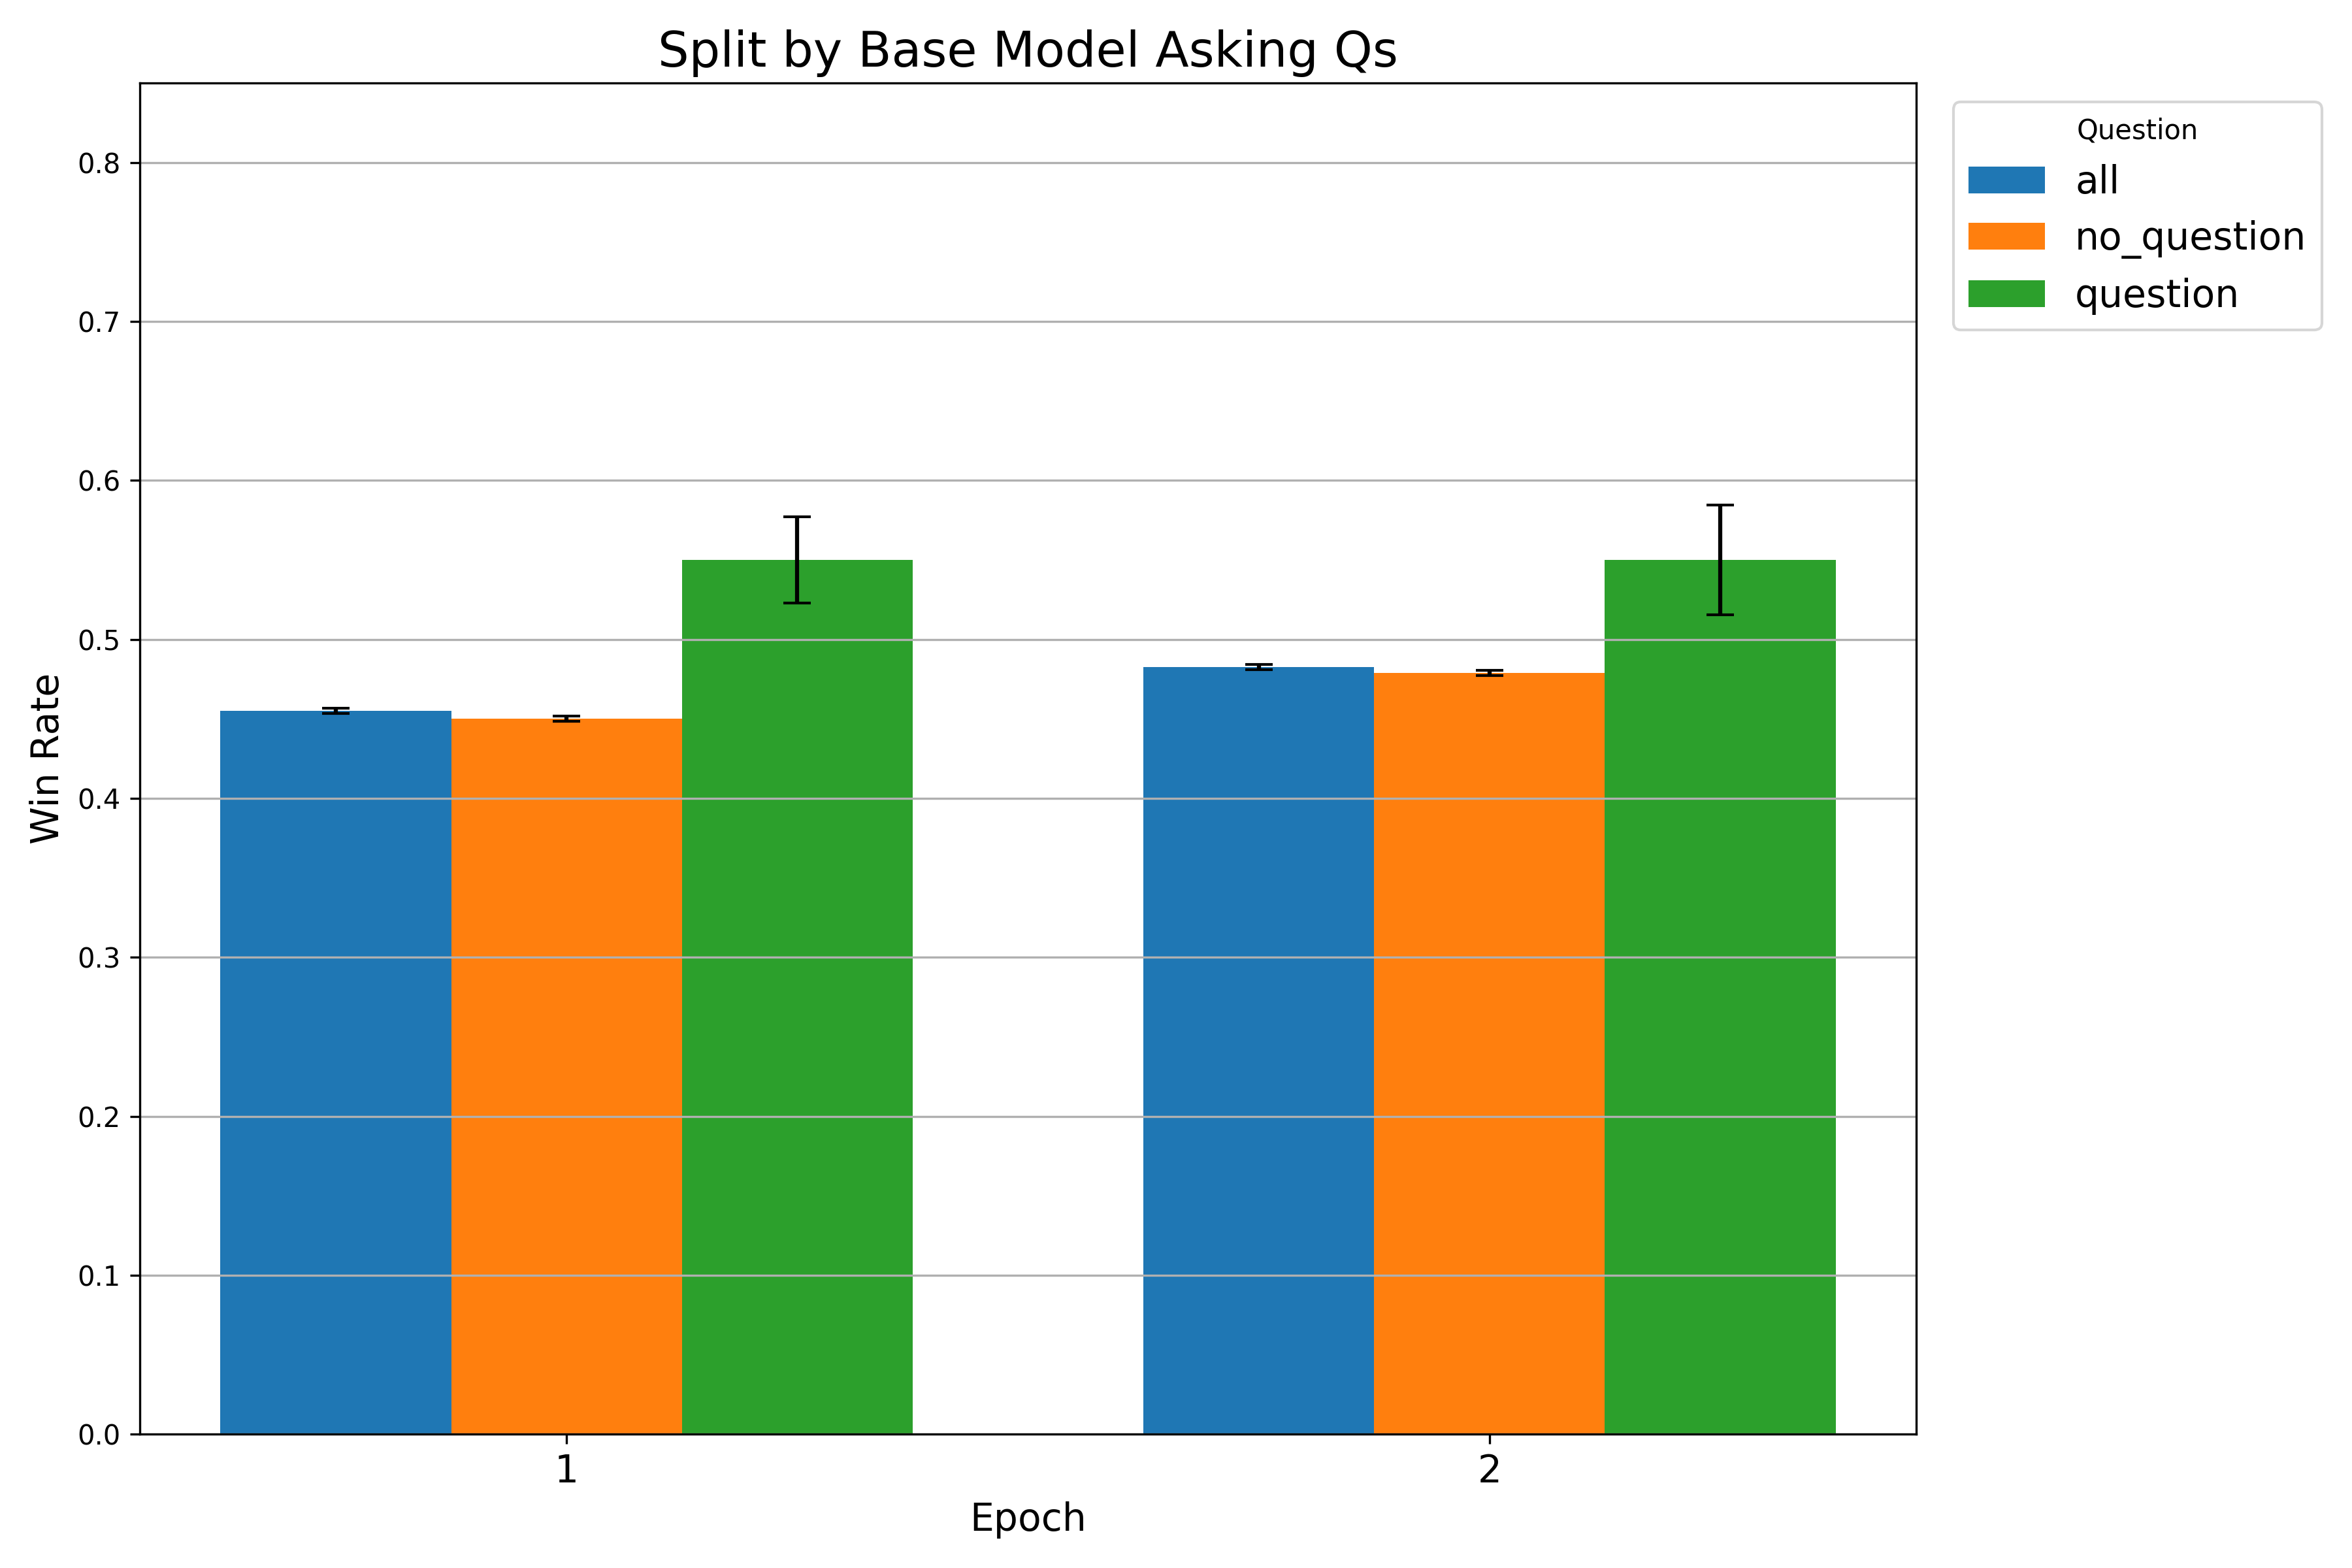 Split by Base Model Asking Qs
Question
all
no_question
question
Win Rate
0.8
0.7
0.6
0.5
0.4
0.3
0.2
0.1
0.0
1
2
Epoch